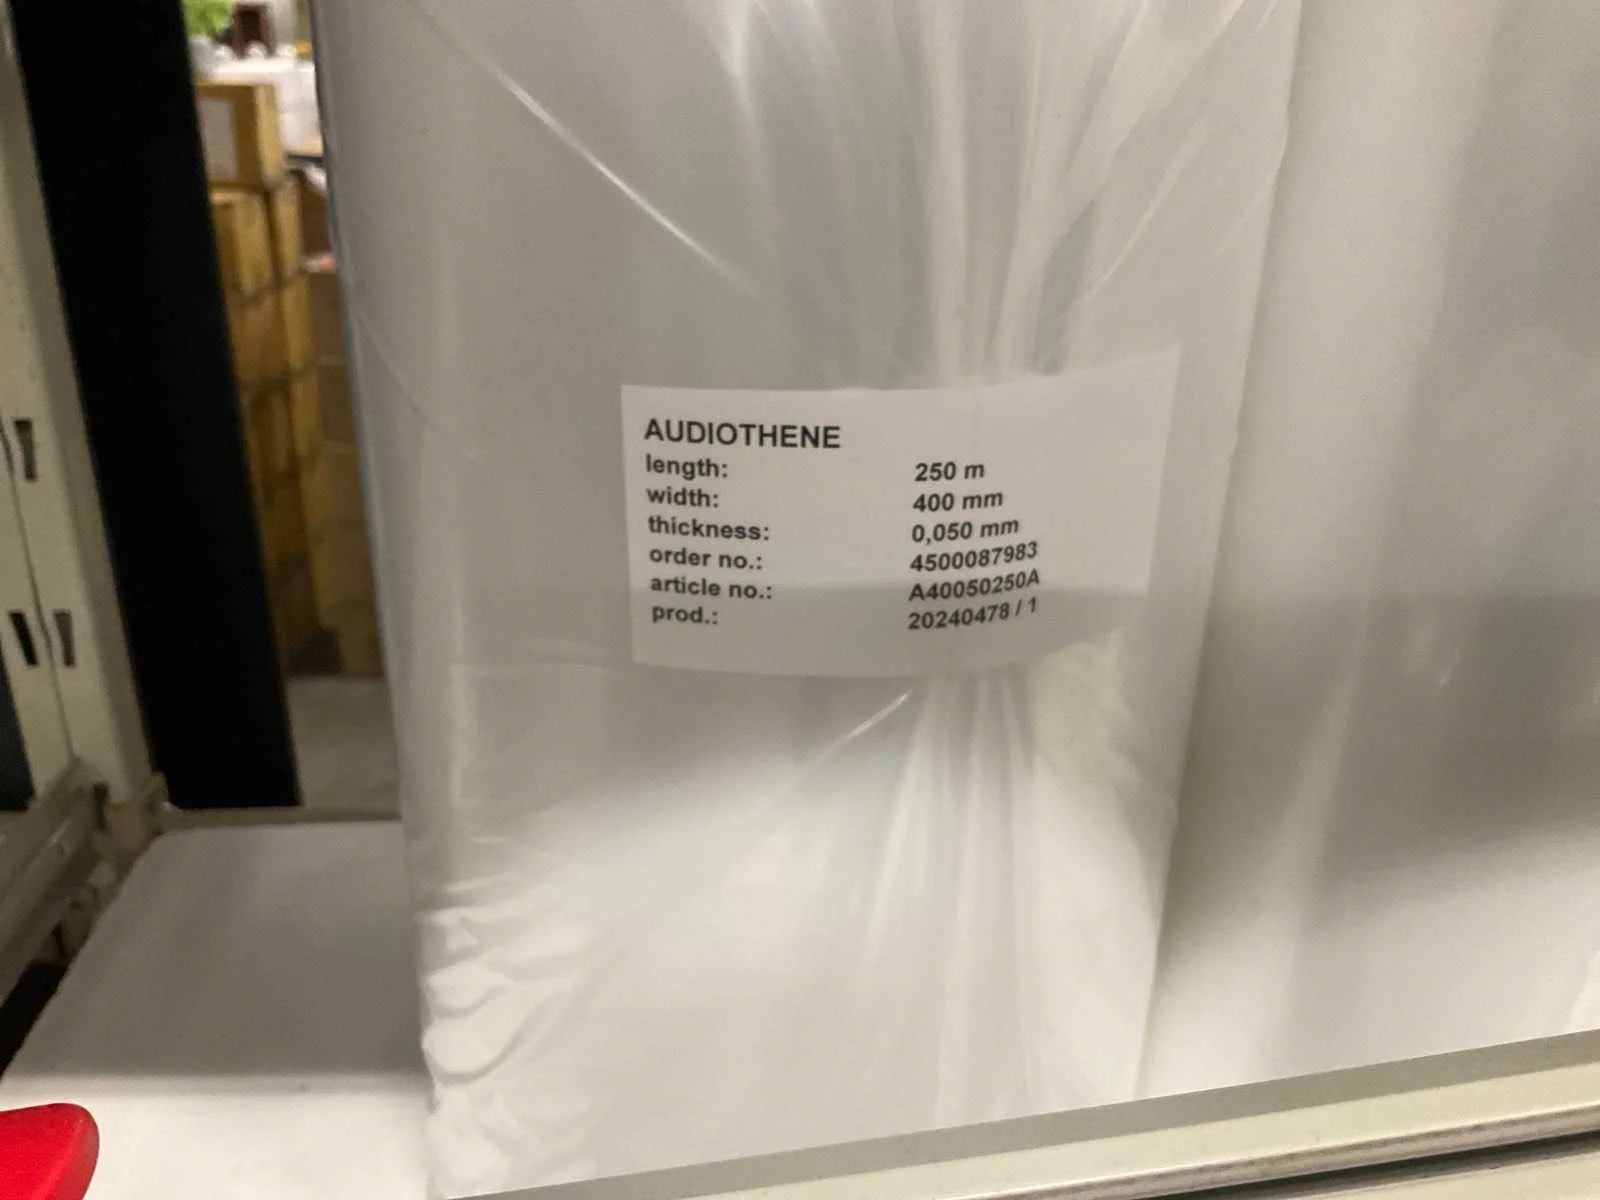 AUDIOTHENE
length: 250 m
width: 400 mm
thickness: 0,050 mm
order no.: 4500087983
article no.: A40050250A
prod.: 20240478 / 1